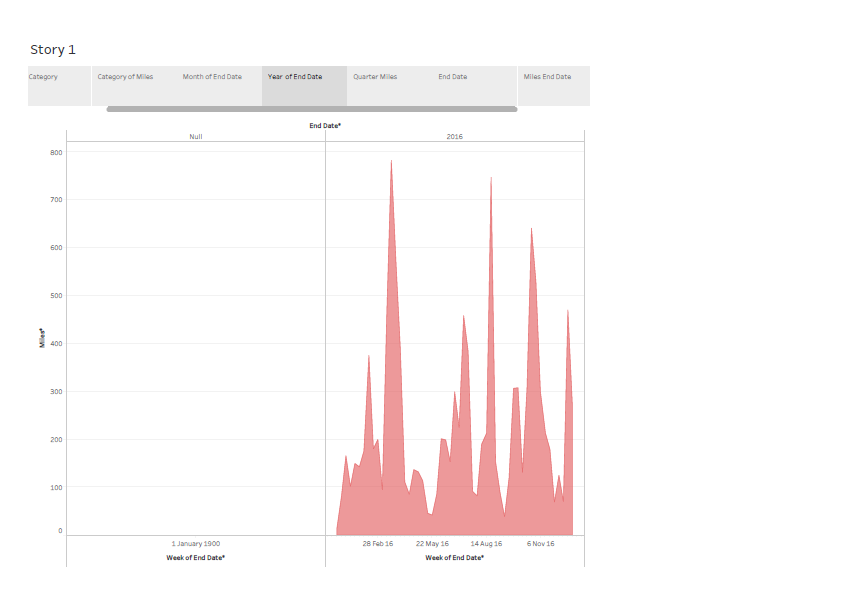 Story 1
Category
Category of Miles
Month of End Date
Year of End Date
Quarter Miles
End Date
Miles End Date
End Date*
Null
2016
800
700
600
500
400
300
200
100
0
Miles*
1 January 1900
28 Feb 16
22 May 16
14 Aug 16
6 Nov 16
Week of End Date*
Week of End Date*